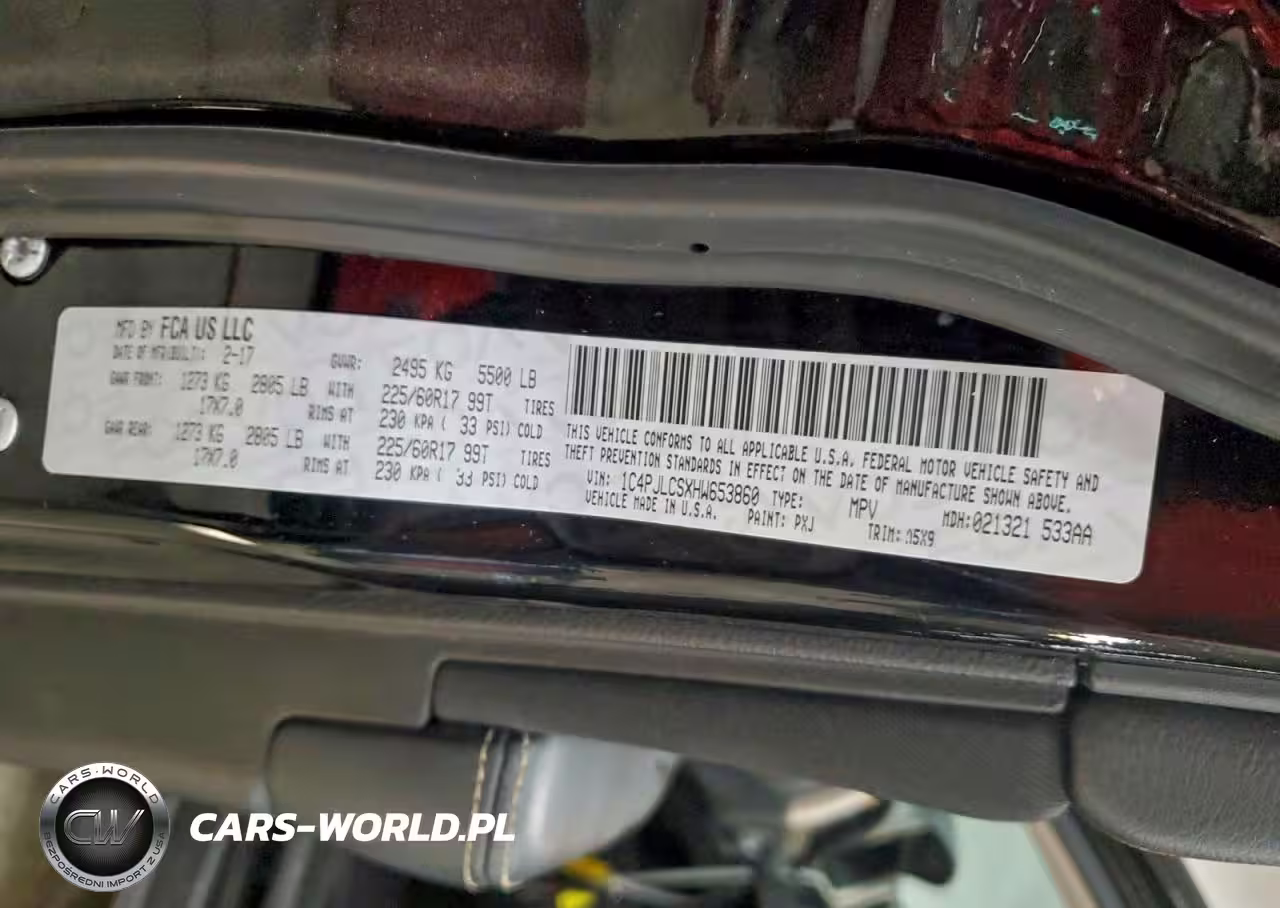 MFD BY FCA US LLC
DATE OF MFR(BUILT): 2-17 GVWR: 2495 KG 5500 LB
GAWR FRONT: 1273 KG 2805 LB WITH 225/60R17 99T TIRES
17X7.0 RIMS AT 230 KPA ( 33 PSI) COLD
GAWR REAR: 1273 KG 2805 LB WITH 225/60R17 99T TIRES
17X7.0 RIMS AT 230 KPA ( 33 PSI) COLD
THIS VEHICLE CONFORMS TO ALL APPLICABLE U.S.A. FEDERAL MOTOR VEHICLE SAFETY AND
THEFT PREVENTION STANDARDS IN EFFECT ON THE DATE OF MANUFACTURE SHOWN ABOVE.
VIN: 1C4PJLCSXHW653860 TYPE: MPV MDH:021321 533AA
VEHICLE MADE IN U.S.A. PAINT: PXJ TRIM: A5X9
CARS-WORLD
CW
BEZPOŚREDNI IMPORT Z USA
CARS-WORLD.PL